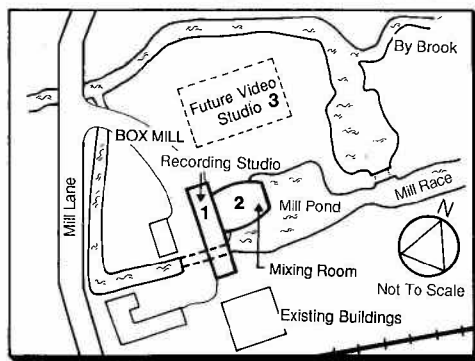 By Brook
Future Video
Studio 3
BOX MILL
Recording Studio
Mill Lane
1
2
Mill Pond
Mill Race
N
Mixing Room
Not To Scale
Existing Buildings